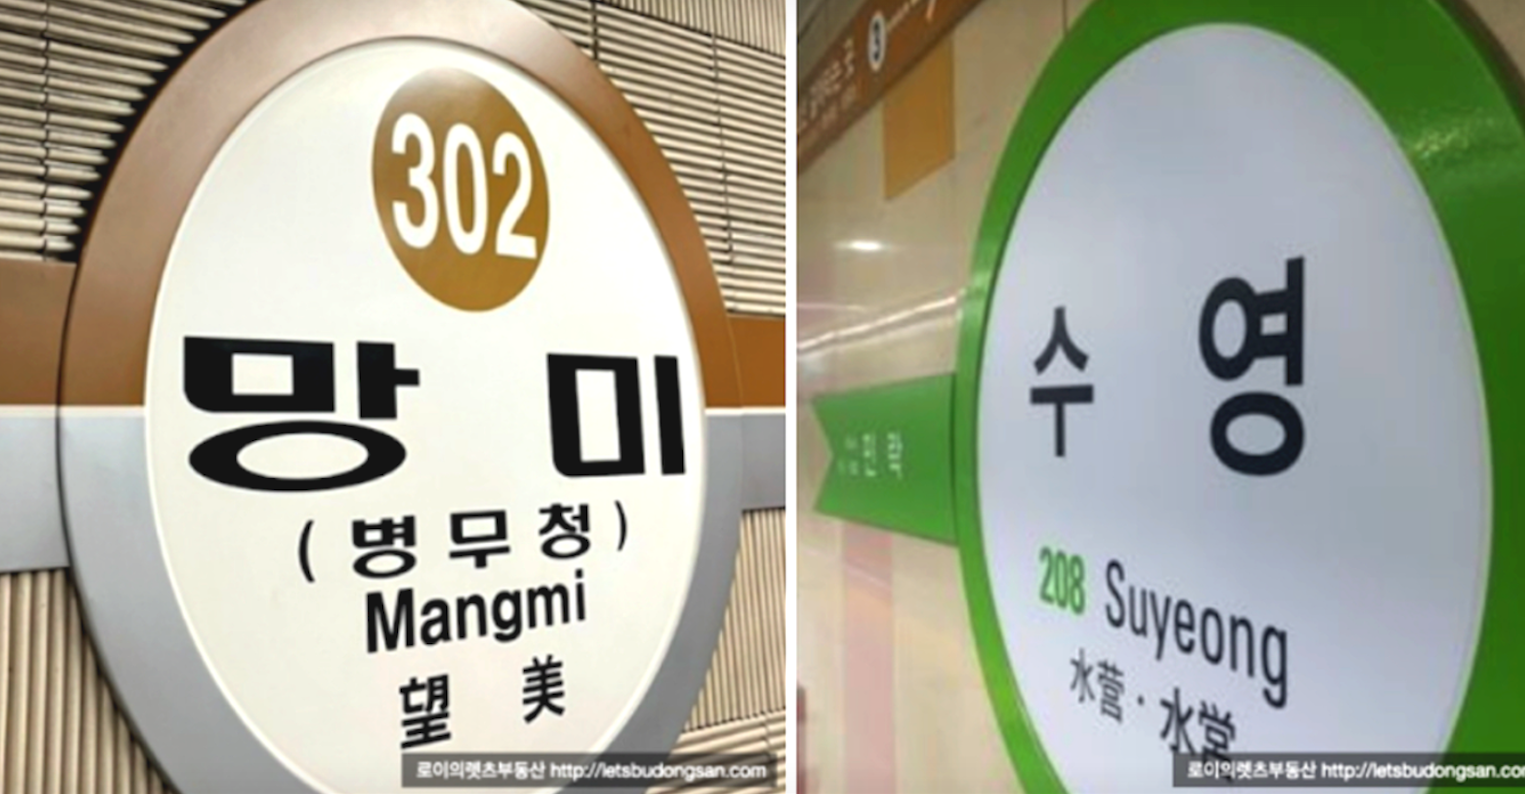 302
망 미
( 병 무 청 )
Mangmi
望 美
로이의렛츠부동산 http://letsbudongsan.com
3
수 영
208 Suyeong
水营 · 水営
로이의렛츠부동산 http://letsbudongsan.com